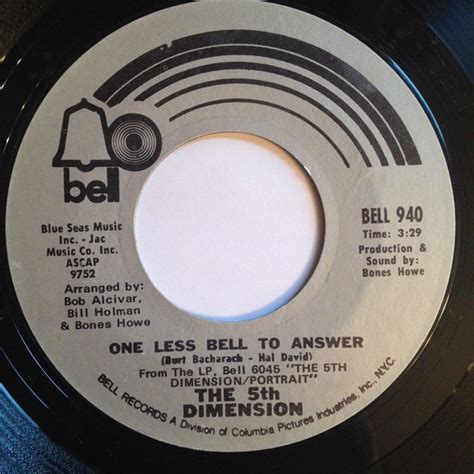 bell
Blue Seas Music
Inc. - Jac
Music Co. Inc.
ASCAP
9752
Arranged by:
Bob Alcivar,
Bill Holman
& Bones Howe
BELL 940
Time: 3:29
Production &
Sound by:
Bones Howe
ONE LESS BELL TO ANSWER
(Burt Bacharach - Hal David)
From The LP, Bell 6045 "THE 5TH
DIMENSION/PORTRAIT"
THE 5th
DIMENSION
BELL RECORDS A Division of Columbia Pictures Industries, Inc., N.Y.C.